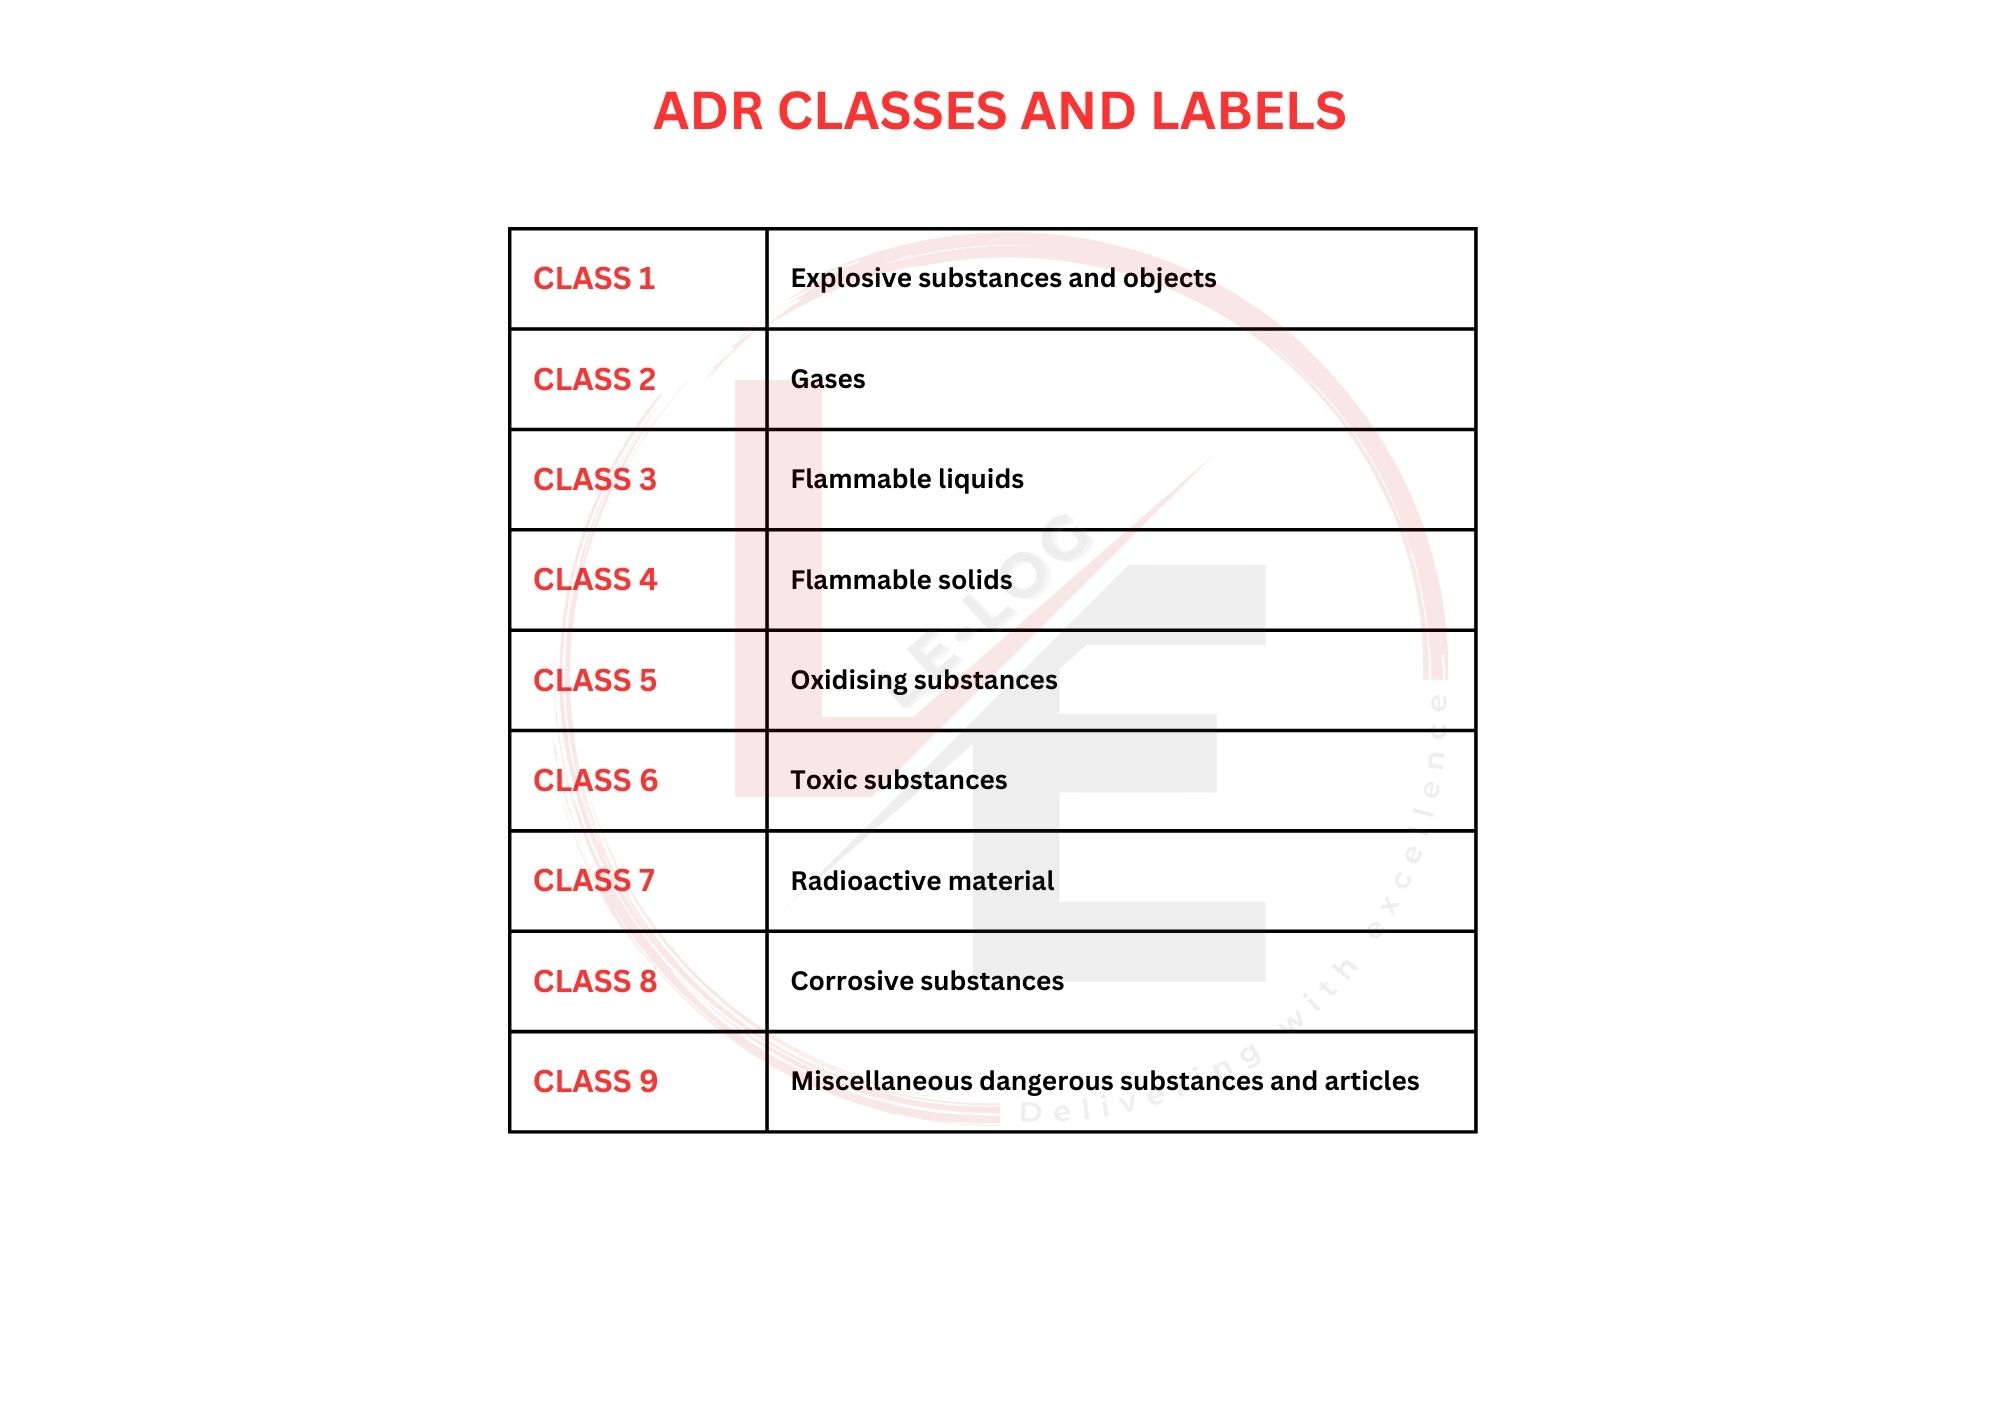 ADR CLASSES AND LABELS
CLASS 1 Explosive substances and objects
CLASS 2 Gases
CLASS 3 Flammable liquids
CLASS 4 Flammable solids
CLASS 5 Oxidising substances
CLASS 6 Toxic substances
CLASS 7 Radioactive material
CLASS 8 Corrosive substances
CLASS 9 Miscellaneous dangerous substances and articles
LE
LE-LOG
Delivering with excellence